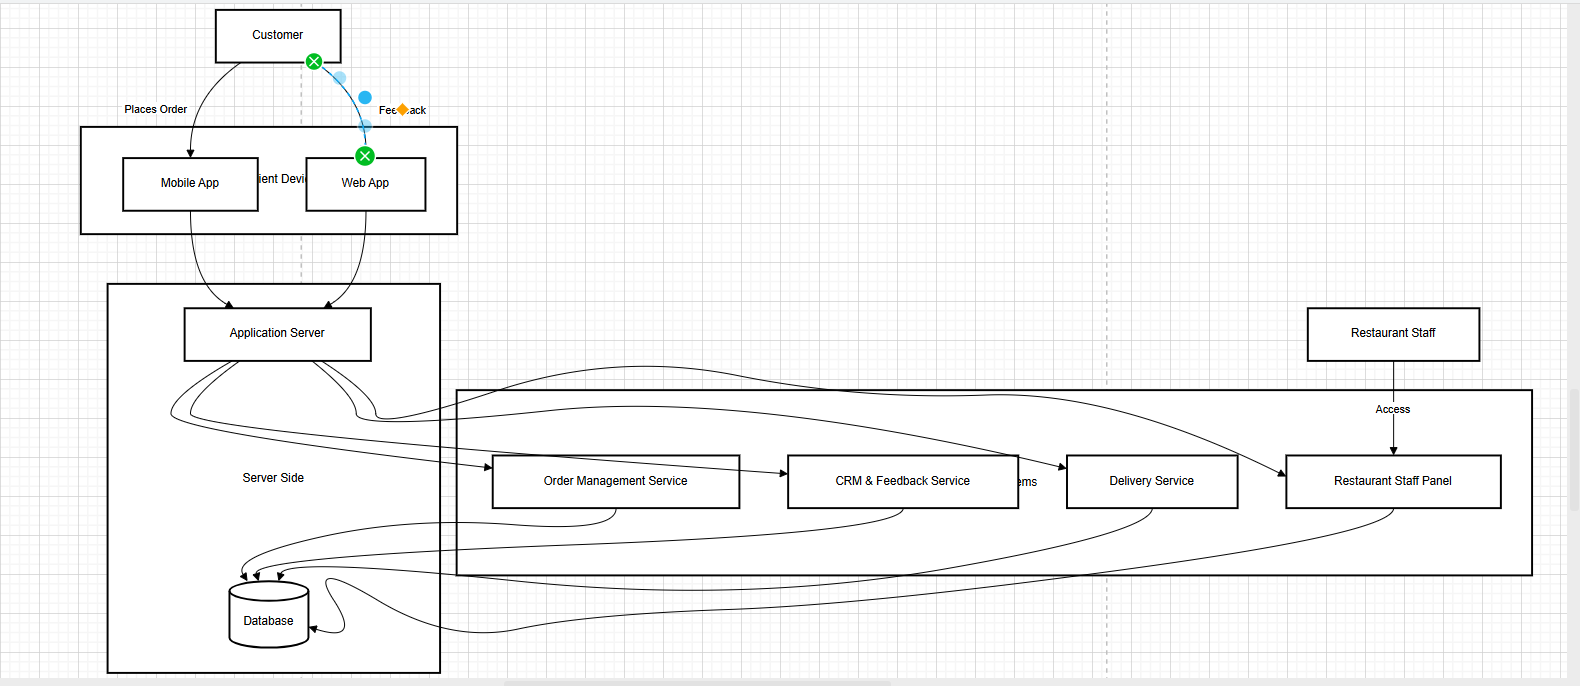 Customer
Places Order
Mobile App
Web App
Application Server
Restaurant Staff
Access
Server Side
Order Management Service
CRM & Feedback Service
Delivery Service
Restaurant Staff Panel
Database